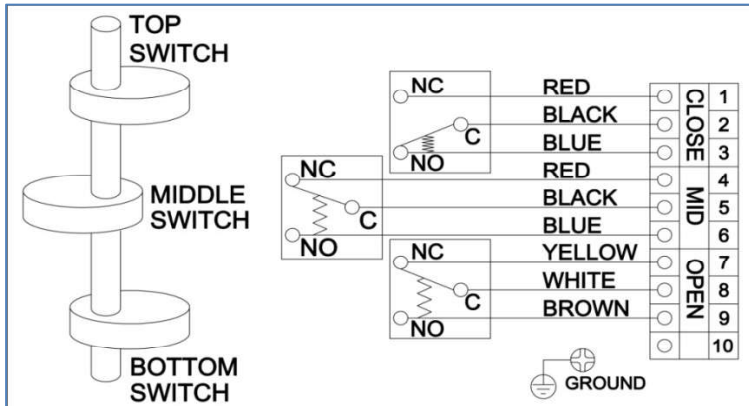 TOP
SWITCH
MIDDLE
SWITCH
BOTTOM
SWITCH
NC
C
NO
NC
C
NO
NC
C
NO
RED
BLACK
BLUE
RED
BLACK
BLUE
YELLOW
WHITE
BROWN
CLOSE
MID
OPEN
1
2
3
4
5
6
7
8
9
10
GROUND